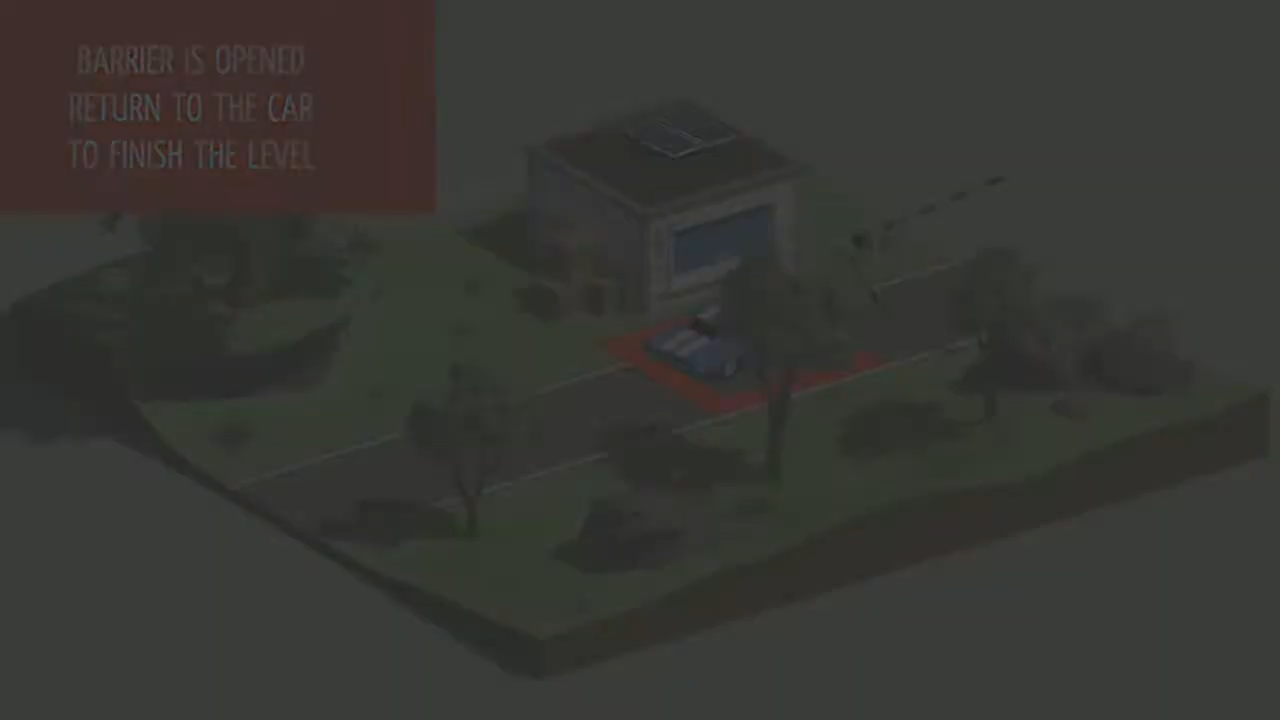 BARRIER IS OPENED
RETURN TO THE CAR
TO FINISH THE LEVEL